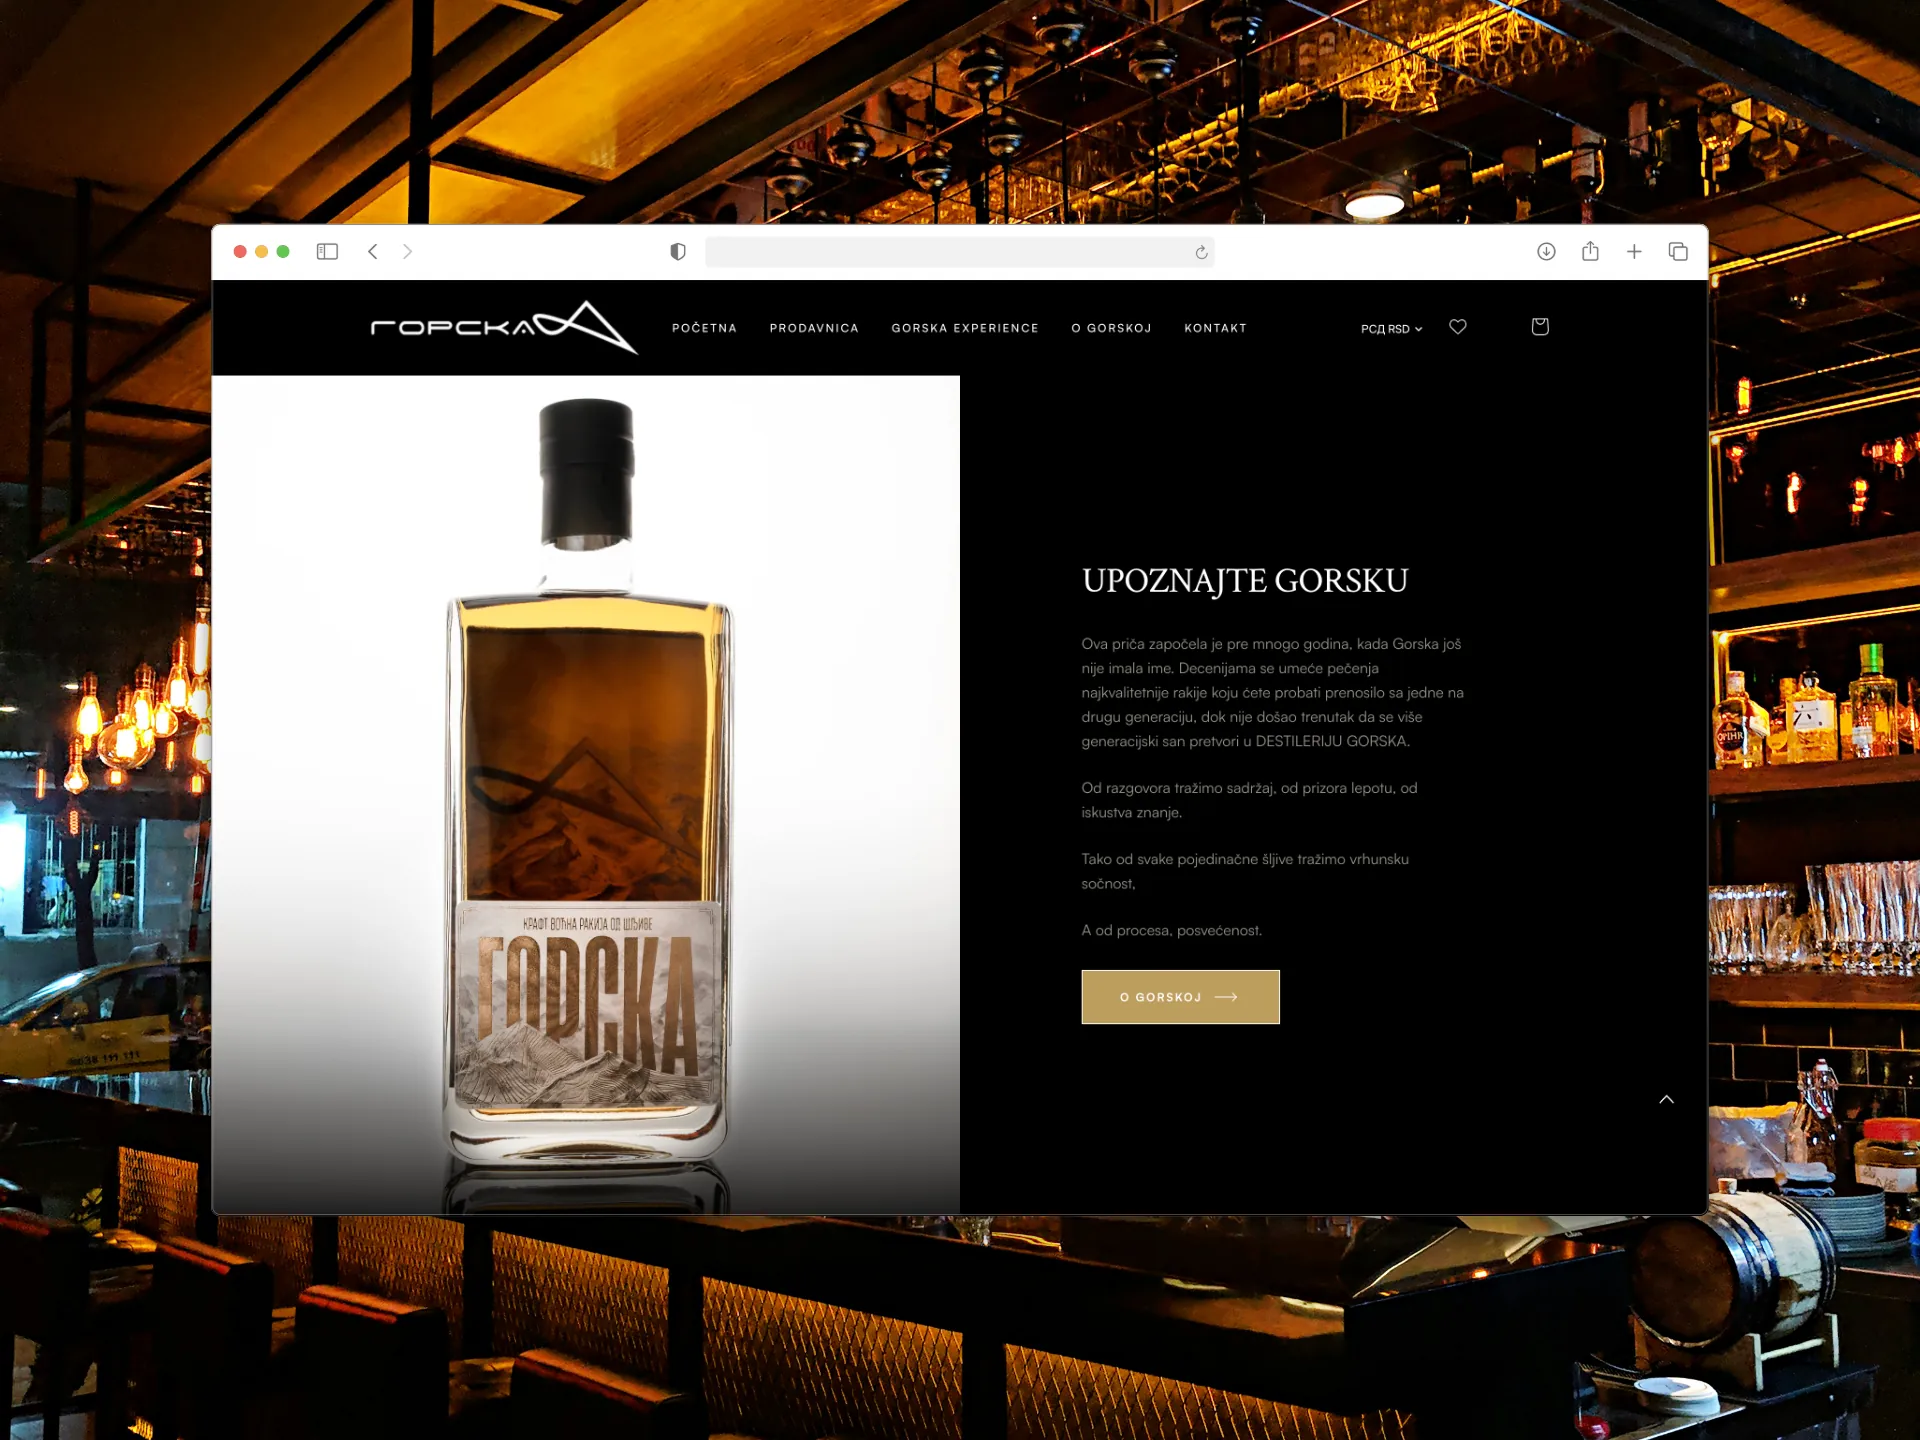 ГОРСКА
POČETNA
PRODAVNICA
GORSKA EXPERIENCE
O GORSKOJ
KONTAKT
РСД RSD
КРАФТ ВОЋНА РАКИЈА ОД ШЉИВЕ
ГОРСКА
UPOZNAJTE GORSKU
Ova priča započela je pre mnogo godina, kada Gorska još
nije imala ime. Decenijama se umeće pečenja
najkvalitetnije rakije koju ćete probati prenosilo sa jedne na
drugu generaciju, dok nije došao trenutak da se više
generacijski san pretvori u DESTILERIJU GORSKA.
Od razgovora tražimo sadržaj, od prizora lepotu, od
iskustva znanje.
Tako od svake pojedinačne šljive tražimo vrhunsku
sočnost,
A od procesa, posvećenost.
O GORSKOJ
OPIHR